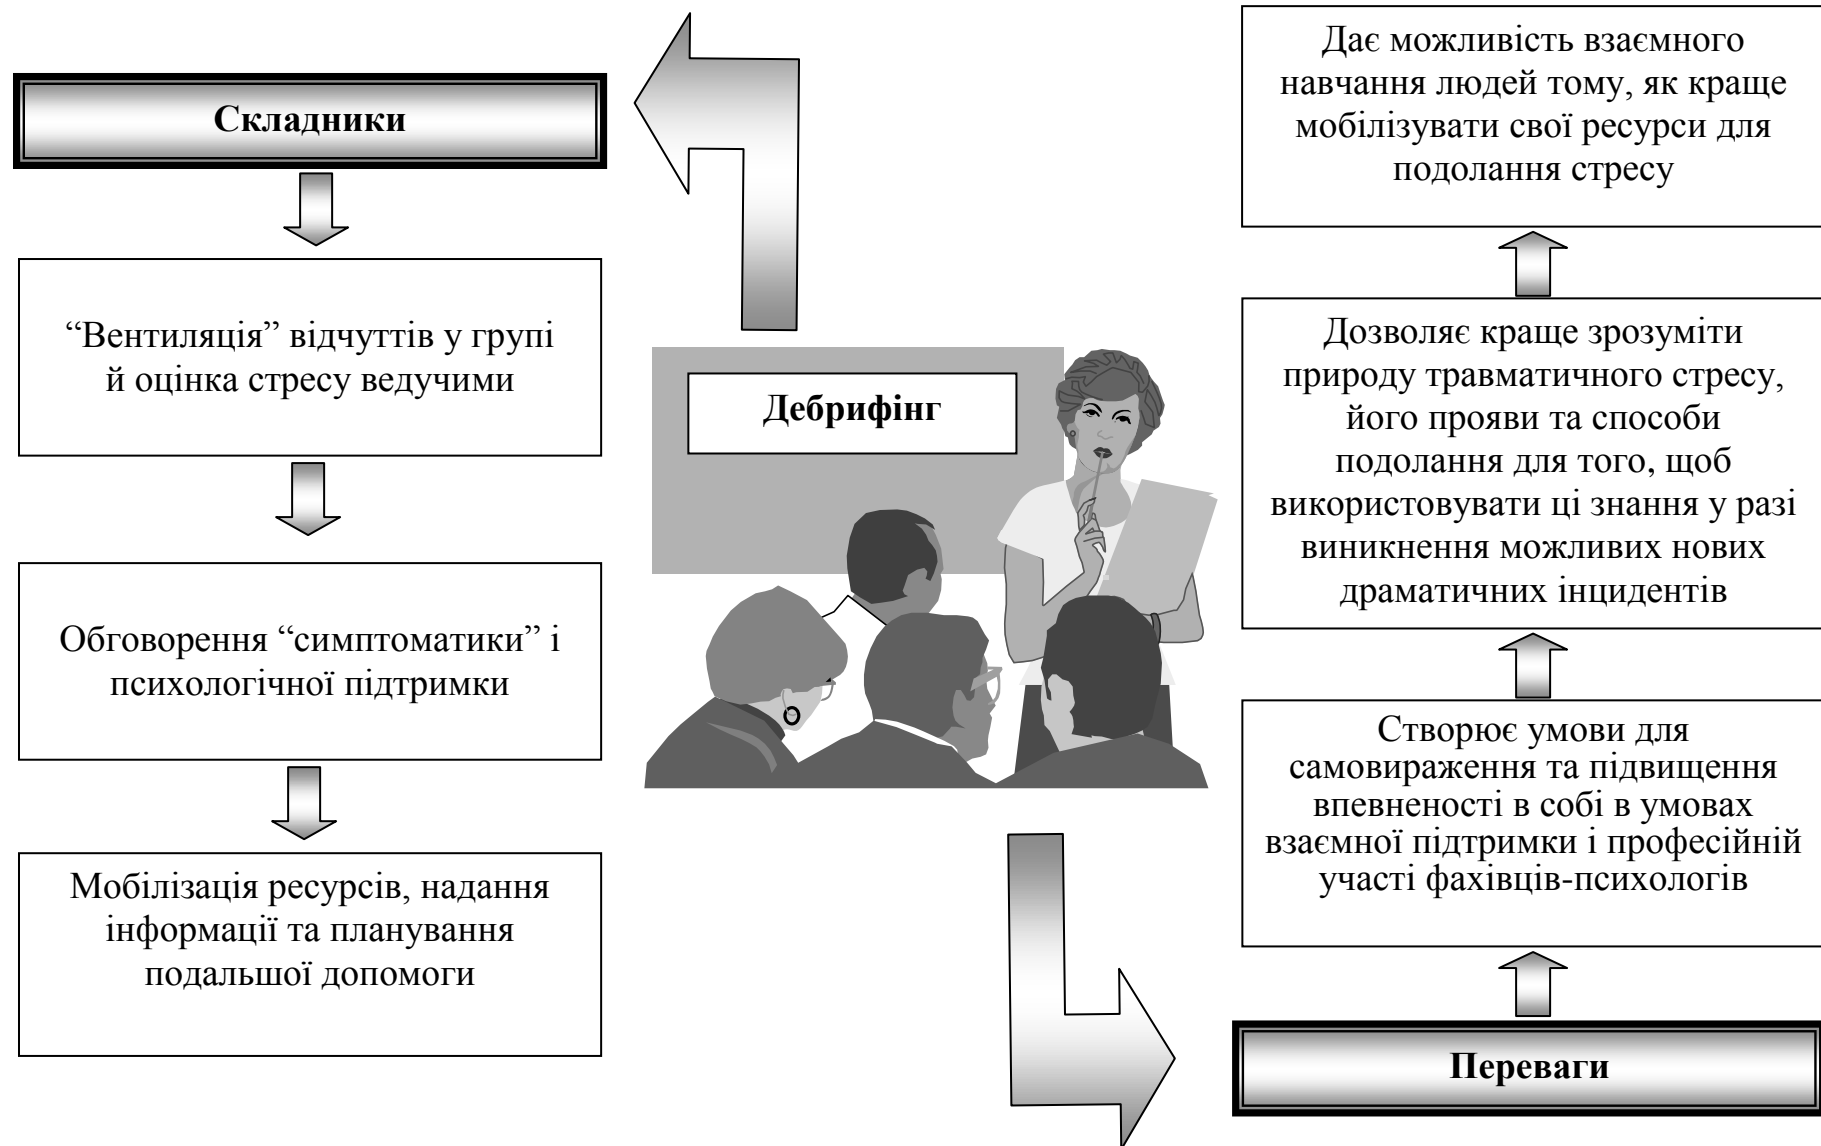 Складники
“Вентиляція” відчуттів у групі
й оцінка стресу ведучими
Обговорення “симптоматики” і
психологічної підтримки
Мобілізація ресурсів, надання
інформації та планування
подальшої допомоги
Дебрифінг
Дає можливість взаємного
навчання людей тому, як краще
мобілізувати свої ресурси для
подолання стресу
Дозволяє краще зрозуміти
природу травматичного стресу,
його прояви та способи
подолання для того, щоб
використовувати ці знання у разі
виникнення можливих нових
драматичних інцидентів
Створює умови для
самовираження та підвищення
впевненості в собі в умовах
взаємної підтримки і професійній
участі фахівців-психологів
Переваги